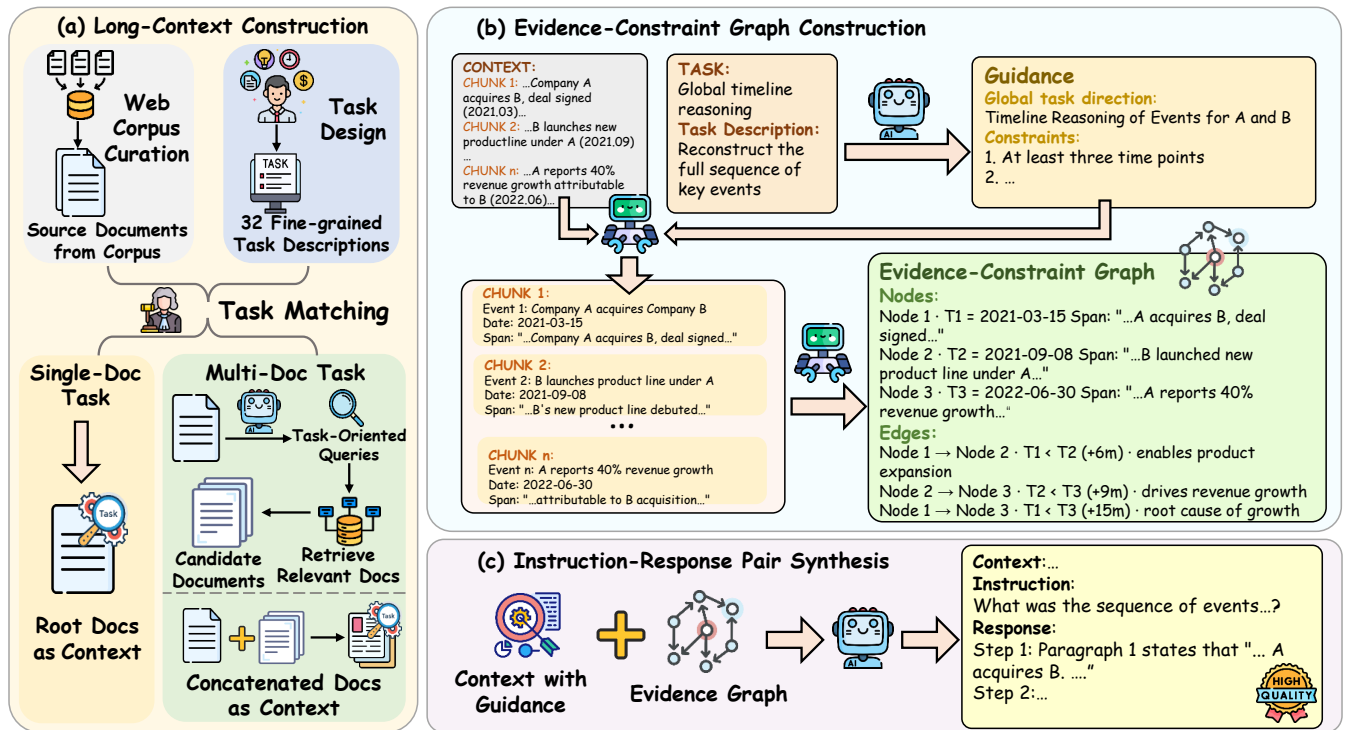 (a) Long-Context Construction
Web
Corpus
Curation
Source Documents
from Corpus
Task
Design
TASK
32 Fine-grained
Task Descriptions
Task Matching
Single-Doc
Task
Task
Root Docs
as Context
Multi-Doc Task
AI
Task-Oriented
Queries
Candidate
Documents
Retrieve
Relevant Docs
Task
Concatenated Docs
as Context
(b) Evidence-Constraint Graph Construction
CONTEXT:
CHUNK 1: ...Company A
acquires B, deal signed
(2021.03)...
CHUNK 2: ...B launches new
productline under A (2021.09)
...
CHUNK n: ...A reports 40%
revenue growth attributable
to B (2022.06)...
TASK:
Global timeline
reasoning
Task Description:
Reconstruct the
full sequence of
key events
AI
Guidance
Global task direction:
Timeline Reasoning of Events for A and B
Constraints:
1. At least three time points
2. ...
CHUNK 1:
Event 1: Company A acquires Company B
Date: 2021-03-15
Span: "...Company A acquires B, deal signed..."
CHUNK 2:
Event 2: B launches product line under A
Date: 2021-09-08
Span: "...B's new product line debuted..."
...
CHUNK n:
Event n: A reports 40% revenue growth
Date: 2022-06-30
Span: "...attributable to B acquisition..."
Evidence-Constraint Graph
Nodes:
Node 1 · T1 = 2021-03-15 Span: "...A acquires B, deal
signed..."
Node 2 · T2 = 2021-09-08 Span: "...B launched new
product line under A..."
Node 3 · T3 = 2022-06-30 Span: "...A reports 40%
revenue growth..."
Edges:
Node 1 → Node 2 · T1 < T2 (+6m) · enables product
expansion
Node 2 → Node 3 · T2 < T3 (+9m) · drives revenue growth
Node 1 → Node 3 · T1 < T3 (+15m) · root cause of growth
(c) Instruction-Response Pair Synthesis
Context with
Guidance
Evidence Graph
AI
Context:...
Instruction:
What was the sequence of events...?
Response:
Step 1: Paragraph 1 states that "... A
acquires B. ...."
Step 2:...
HIGH
QUALITY